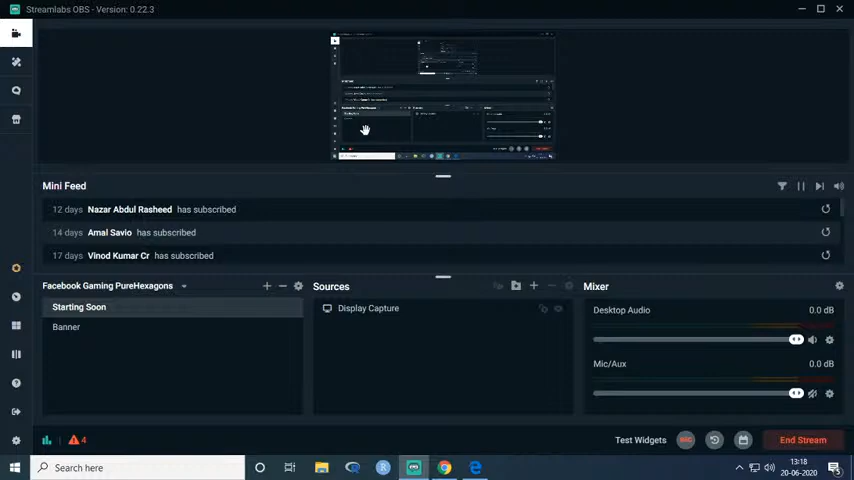 Streamlabs OBS - Version: 0.22.3
Mini Feed
12 days Nazar Abdul Rasheed has subscribed
14 days Amal Savio has subscribed
17 days Vinod Kumar Cr has subscribed
Facebook Gaming PureHexagons
Sources
Mixer
Starting Soon
Banner
Display Capture
Desktop Audio 0.0 dB
Mic/Aux 0.0 dB
4
Test Widgets
REC
End Stream
Search here
13:18
20-06-2020